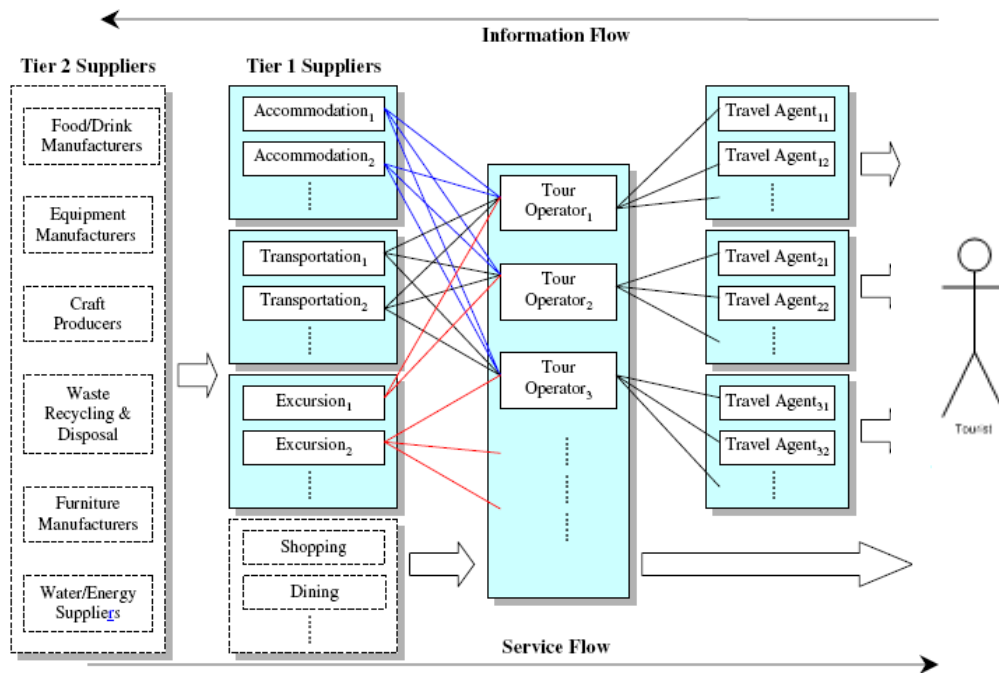 Information Flow
Tier 2 Suppliers
Food/Drink
Manufacturers
Equipment
Manufacturers
Craft
Producers
Waste
Recycling &
Disposal
Furniture
Manufacturers
Water/Energy
Suppliers
Tier 1 Suppliers
Accommodation1
Accommodation2
Transportation1
Transportation2
Excursion1
Excursion2
Shopping
Dining
Tour
Operator1
Tour
Operator2
Tour
Operator3
Travel Agent11
Travel Agent12
Travel Agent21
Travel Agent22
Travel Agent31
Travel Agent32
Tourist
Service Flow